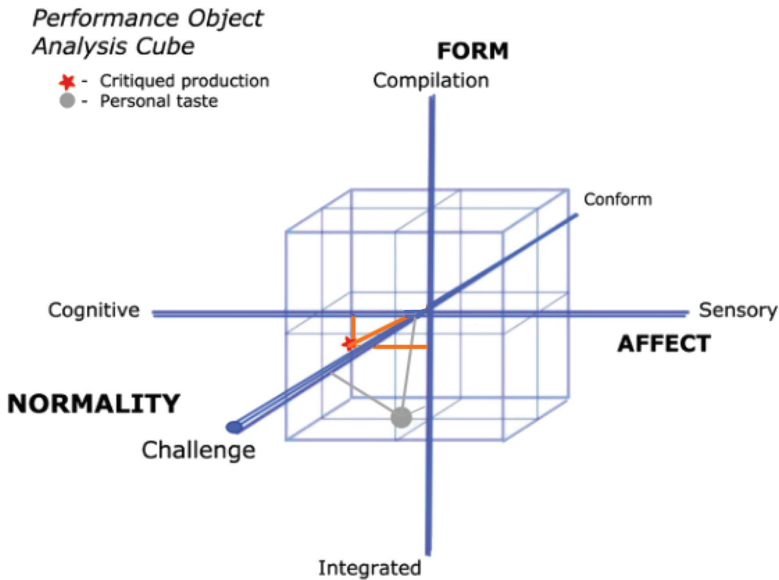 Performance Object
Analysis Cube
- Critiqued production
- Personal taste
FORM
Compilation
Conform
Cognitive
Sensory
AFFECT
NORMALITY
Challenge
Integrated